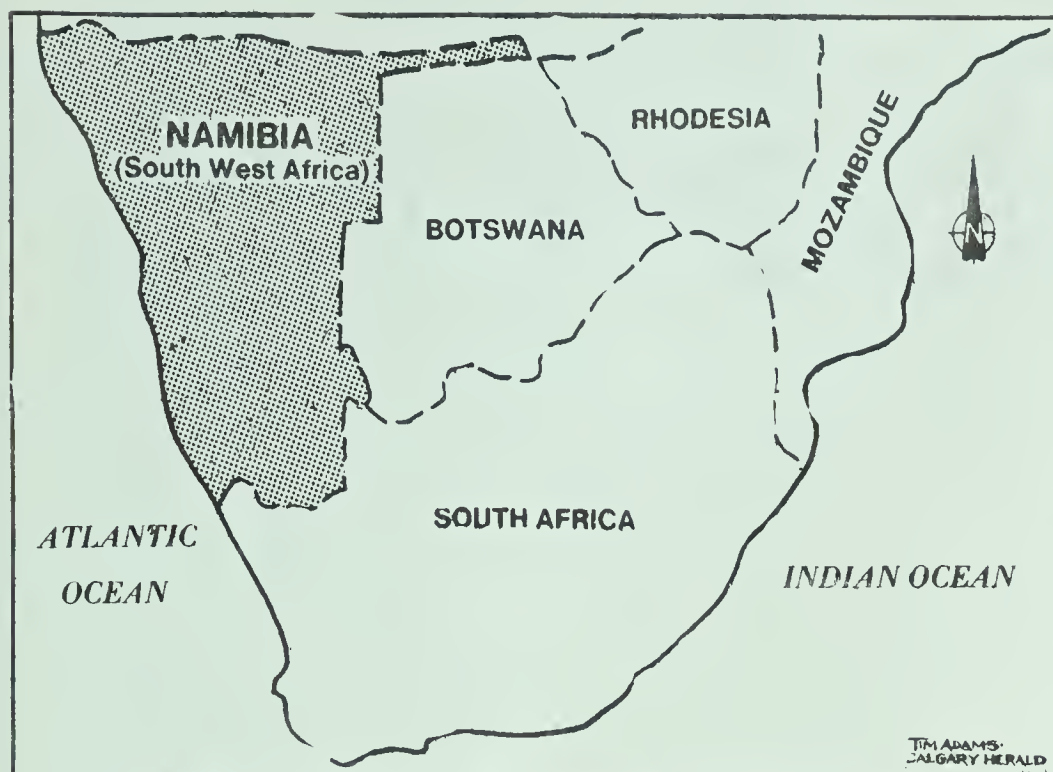 NAMIBIA
(South West Africa)
RHODESIA
MOZAMBIQUE
BOTSWANA
N
SOUTH AFRICA
ATLANTIC
OCEAN
INDIAN OCEAN
TIM ADAMS·
CALGARY HERALD